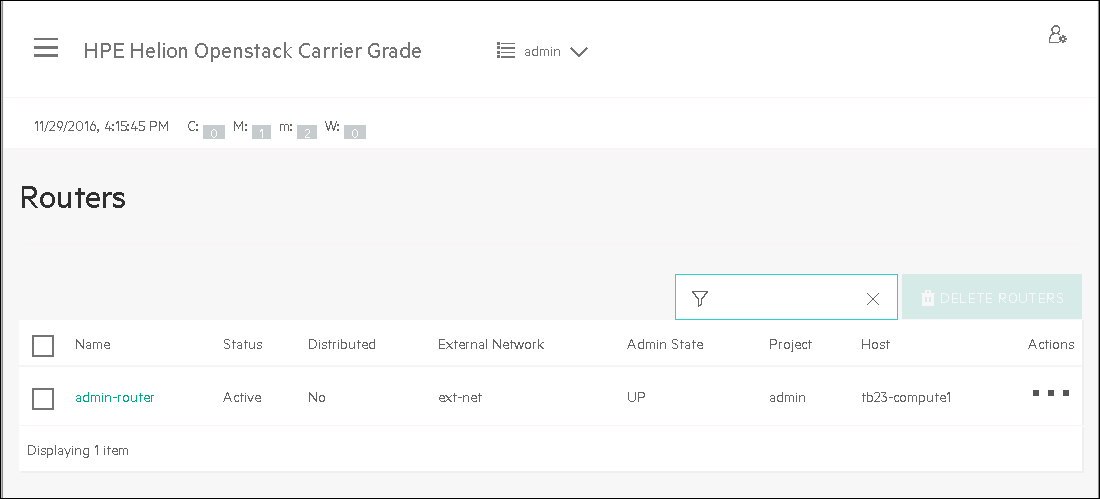 HPE Helion Openstack Carrier Grade admin
11/29/2016, 4:15:45 PM C: 0 M: 1 m: 2 W: 0
Routers
DELETE ROUTERS
Name Status Distributed External Network Admin State Project Host Actions
admin-router Active No ext-net UP admin tb23-compute1
Displaying 1 item